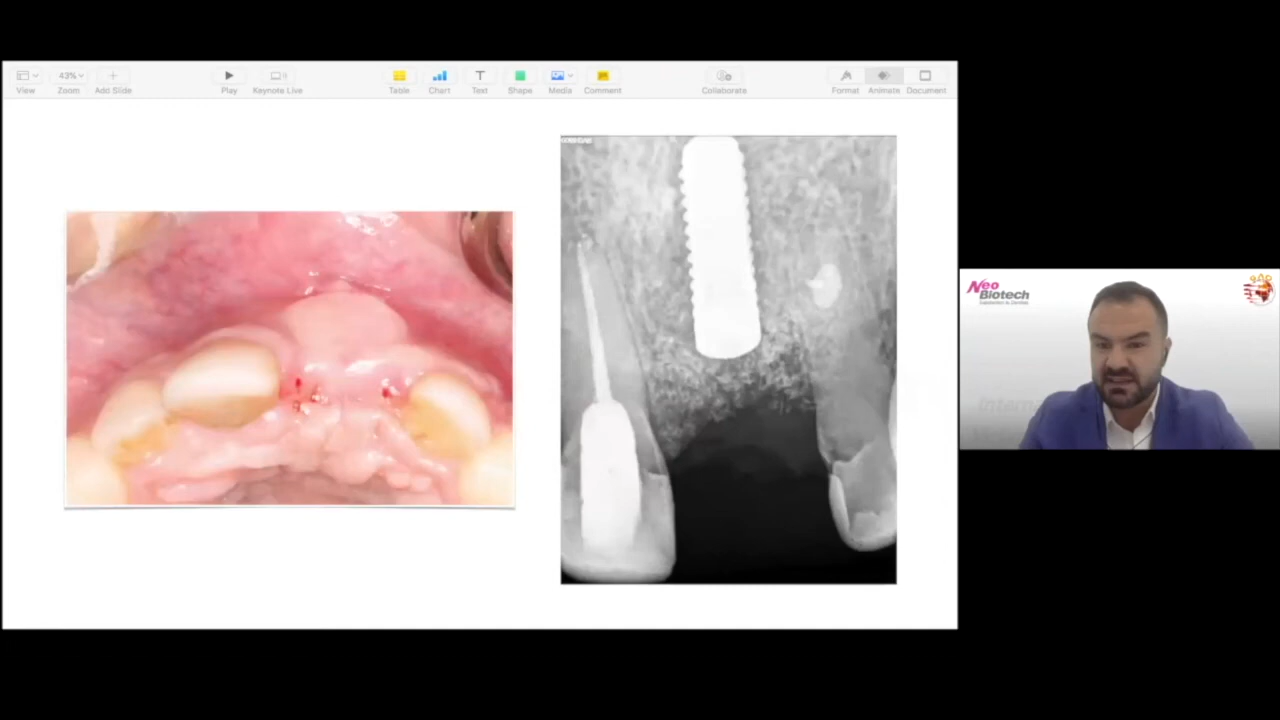 View
43%
Zoom
Add Slide
Play
Keynote Live
Table
Chart
Text
Shape
Media
Comment
Collaborate
Format
Animate
Document
Neo
Biotech